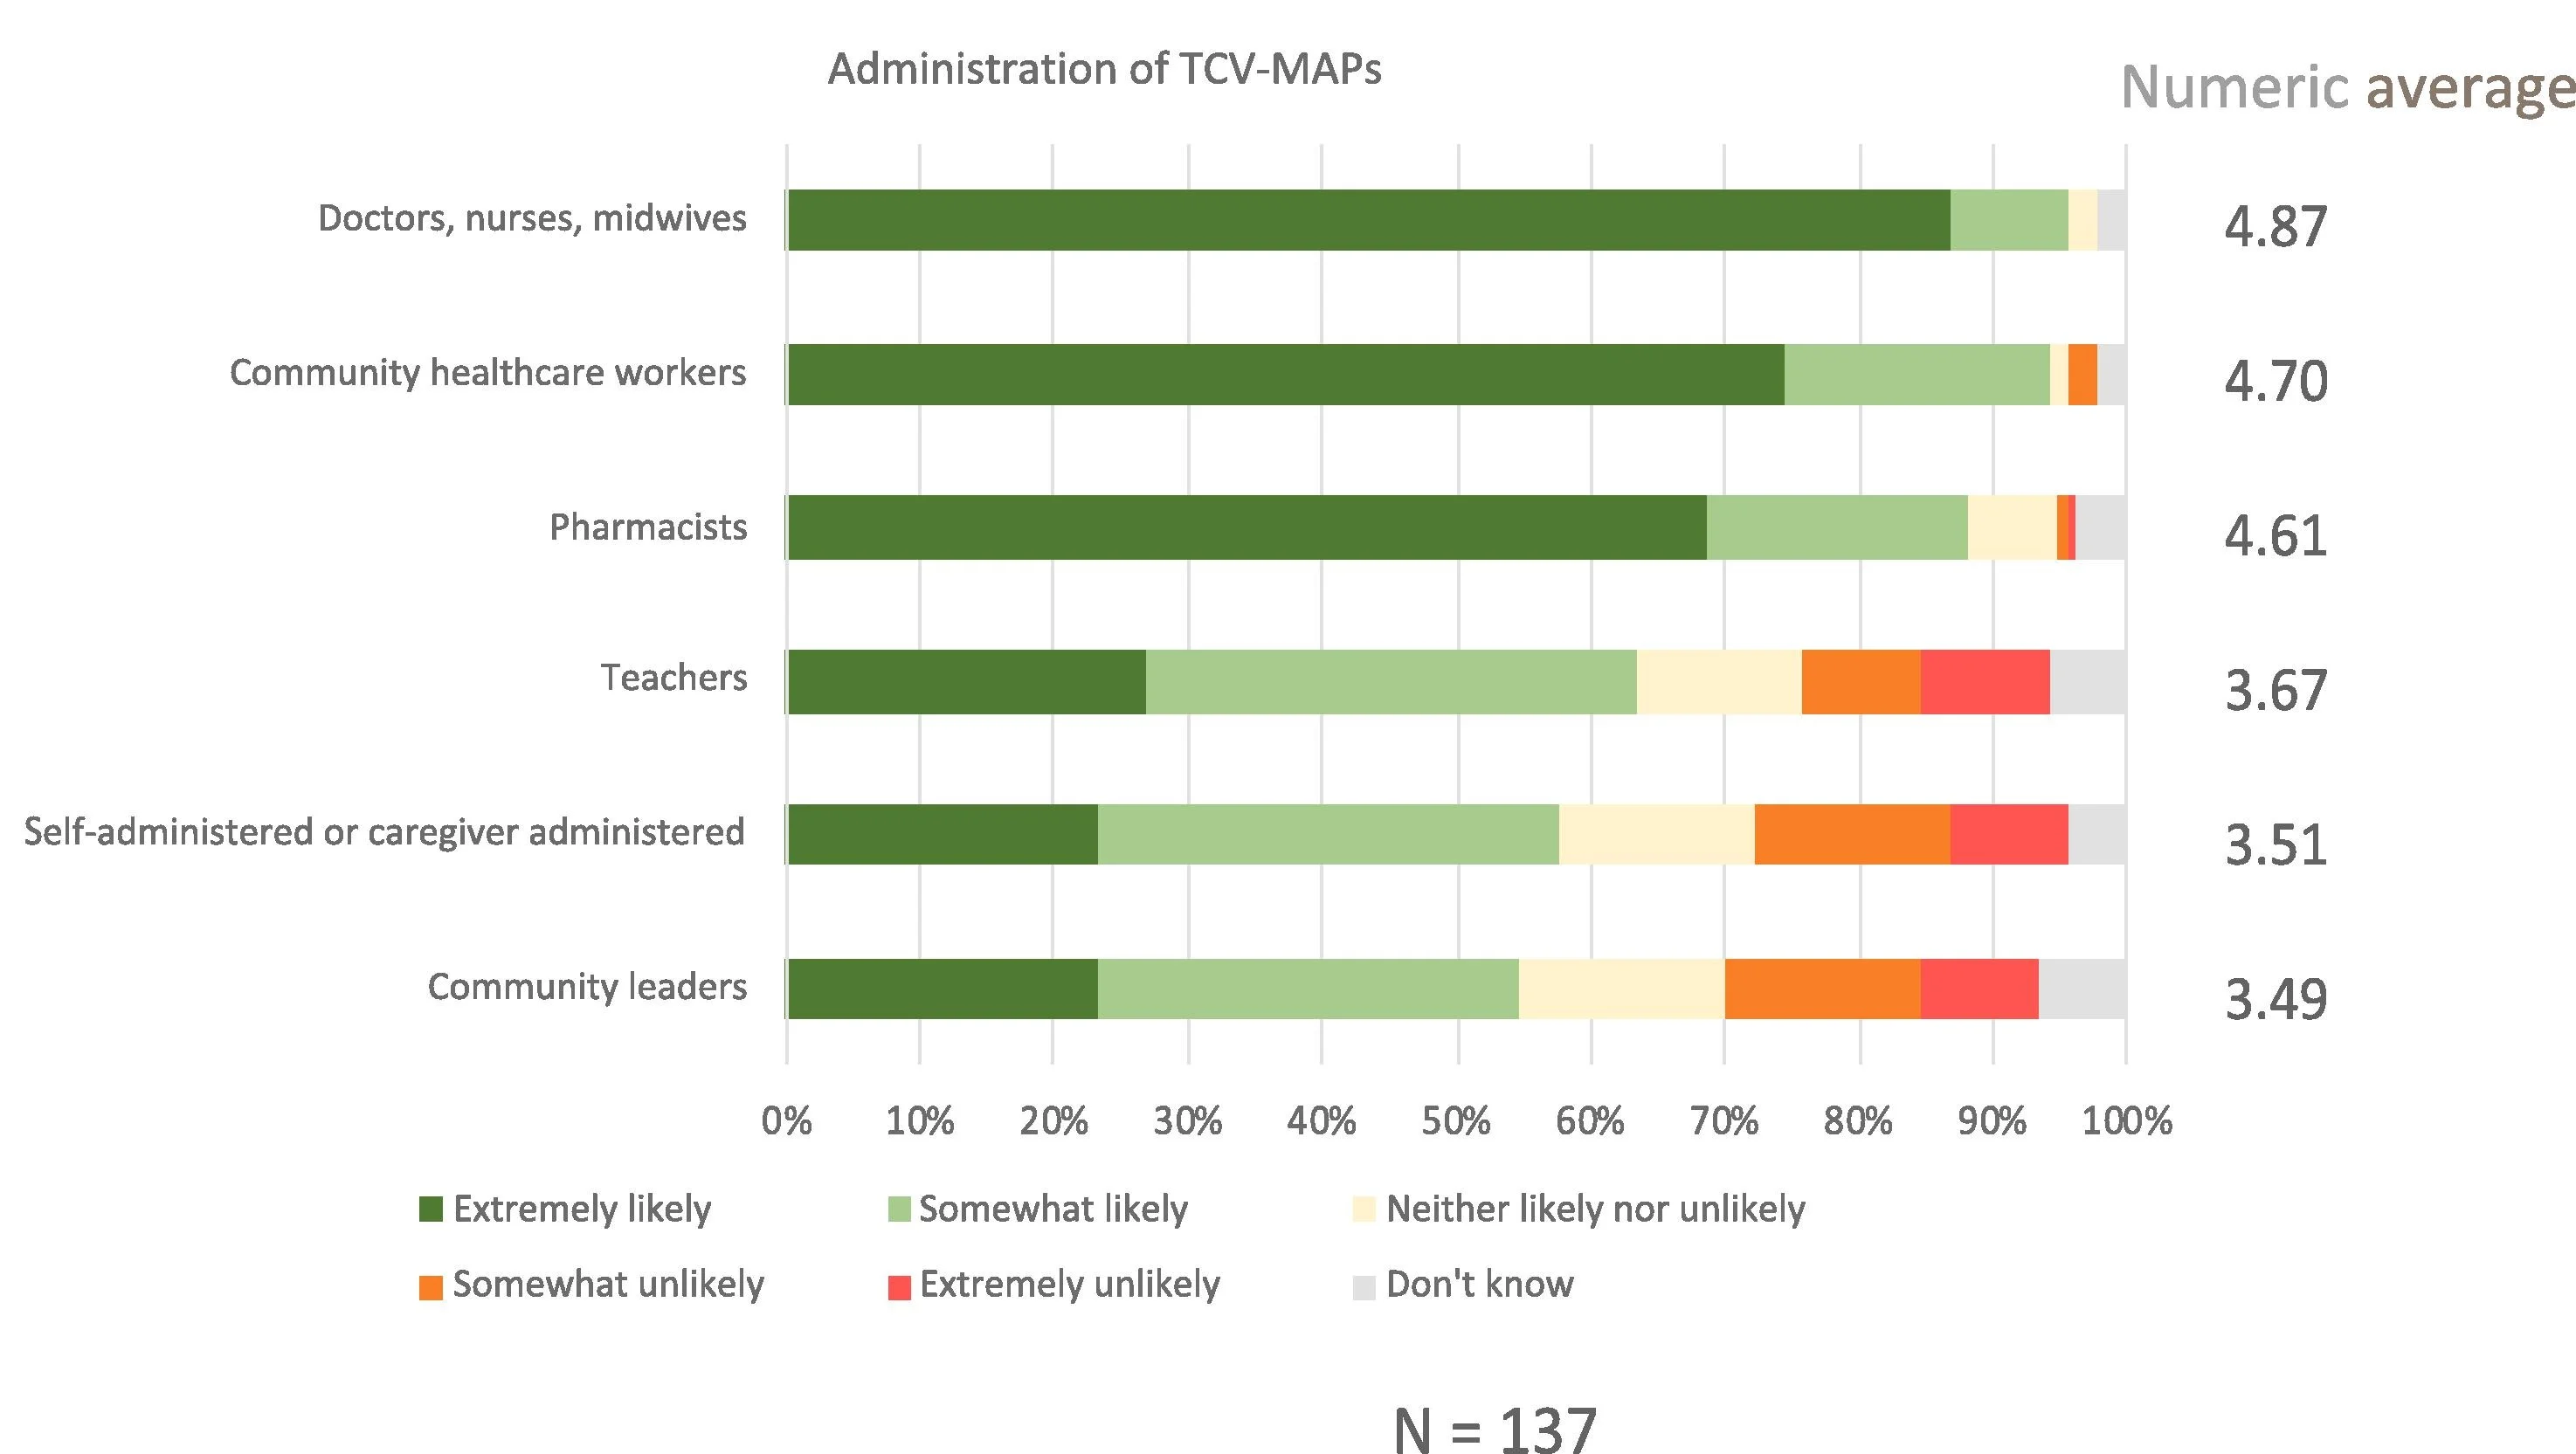 Administration of TCV-MAPs
Numeric average
Doctors, nurses, midwives 4.87
Community healthcare workers 4.70
Pharmacists 4.61
Teachers 3.67
Self-administered or caregiver administered 3.51
Community leaders 3.49
0% 10% 20% 30% 40% 50% 60% 70% 80% 90% 100%
Extremely likely Somewhat likely Neither likely nor unlikely
Somewhat unlikely Extremely unlikely Don't know
N = 137